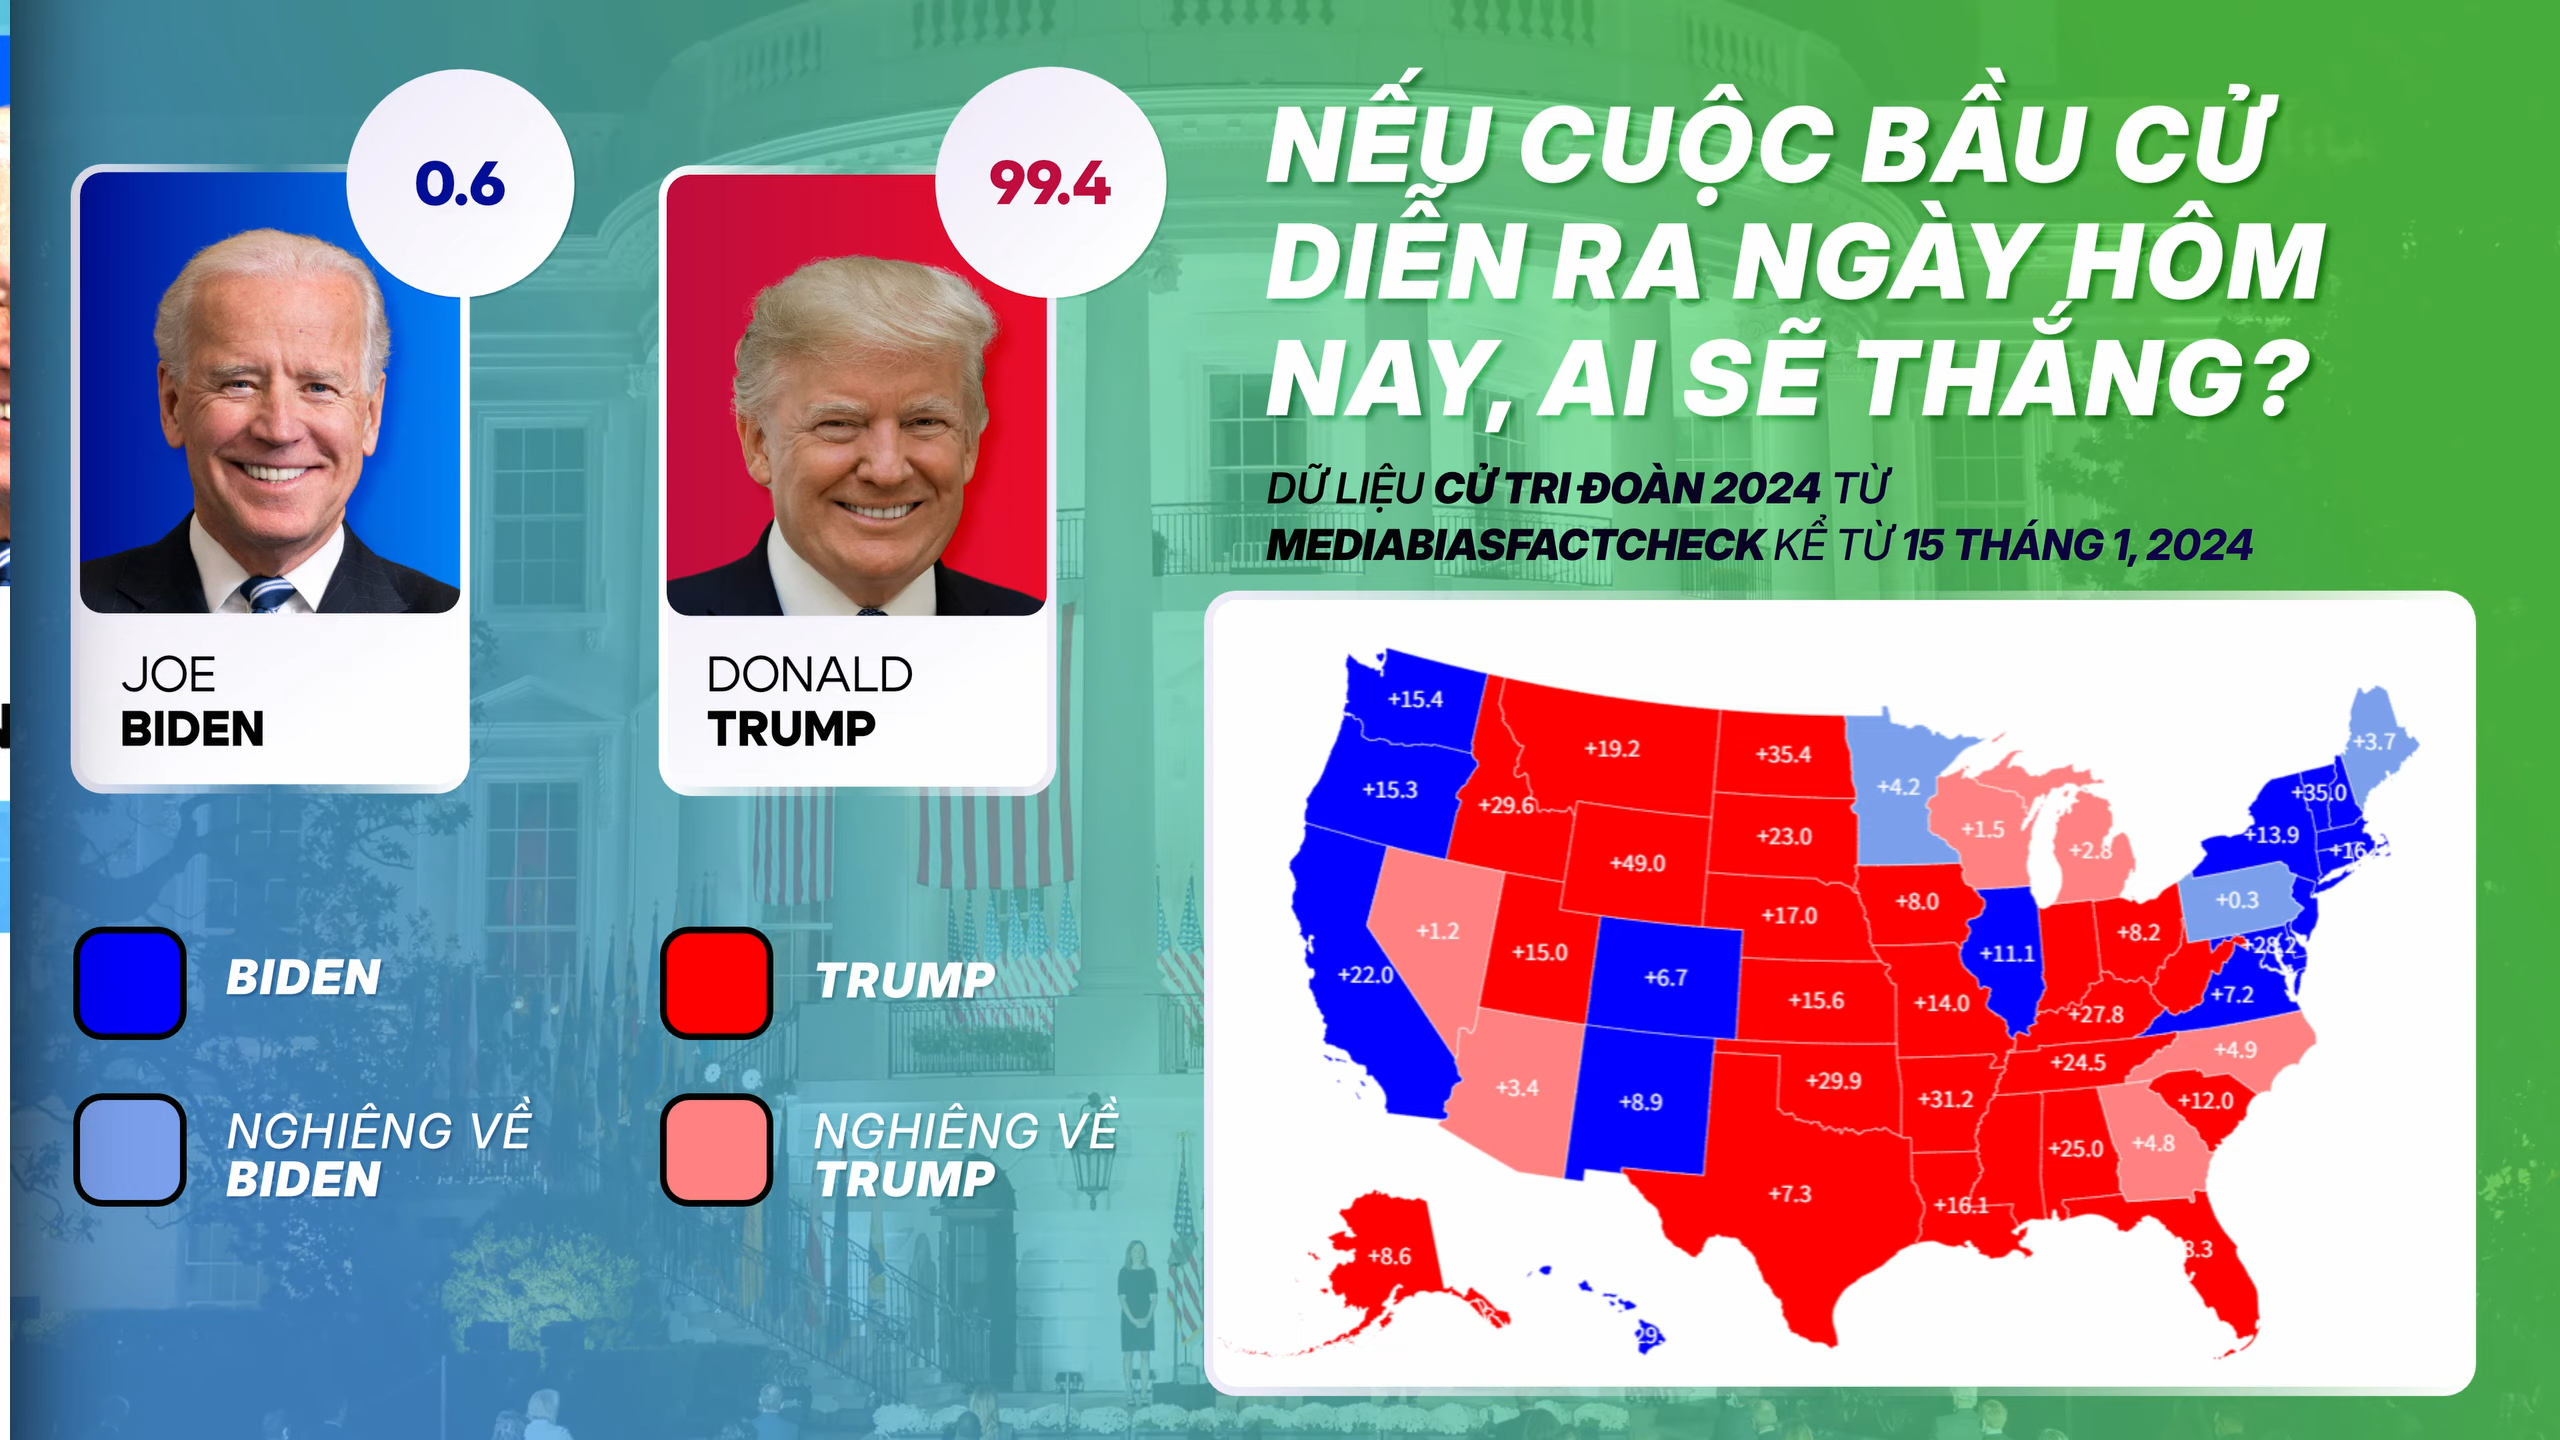 0.6
99.4
JOE
BIDEN
DONALD
TRUMP
BIDEN
TRUMP
NGHIÊNG VỀ
BIDEN
NGHIÊNG VỀ
TRUMP
NẾU CUỘC BẦU CỬ
DIỄN RA NGÀY HÔM
NAY, AI SẼ THẮNG?
DỮ LIỆU CỬ TRI ĐOÀN 2024 TỪ
MEDIABIASFACTCHECK KỂ TỪ 15 THÁNG 1, 2024
+15.4
+19.2
+35.4
+3.7
+15.3
+29.6
+4.2
+35.0
+49.0
+23.0
+1.5
+2.8
+13.9
+1.2
+17.0
+8.0
+8.2
+0.3
+22.0
+15.0
+6.7
+15.6
+14.0
+11.1
+28.2
+7.2
+27.8
+3.4
+8.9
+29.9
+31.2
+24.5
+4.9
+12.0
+7.3
+16.1
+25.0
+4.8
+8.6